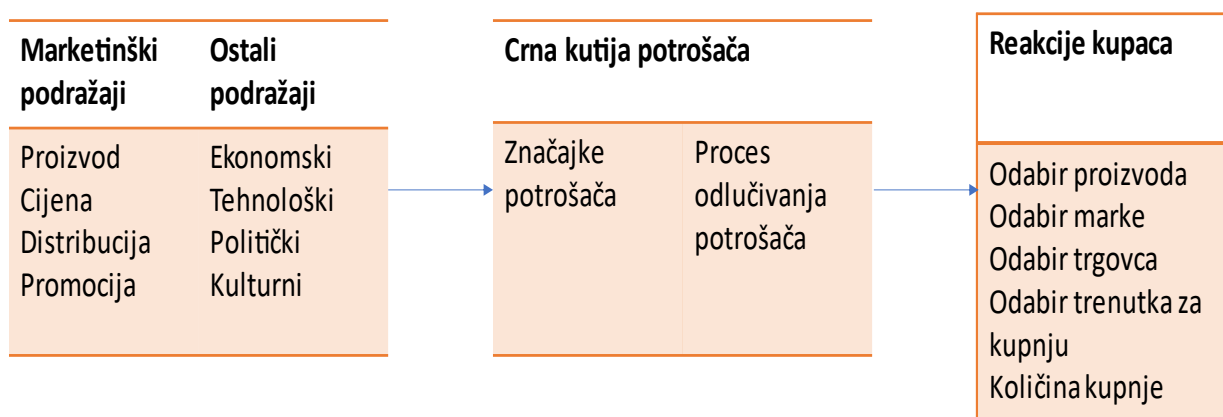 Marketinški
podražaji
Ostali
podražaji
Proizvod
Cijena
Distribucija
Promocija
Ekonomski
Tehnološki
Politički
Kulturni
Crna kutija potrošača
Značajke
potrošača
Proces
odlučivanja
potrošača
Reakcije kupaca
Odabir proizvoda
Odabir marke
Odabir trgovca
Odabir trenutka za
kupnju
Količina kupnje